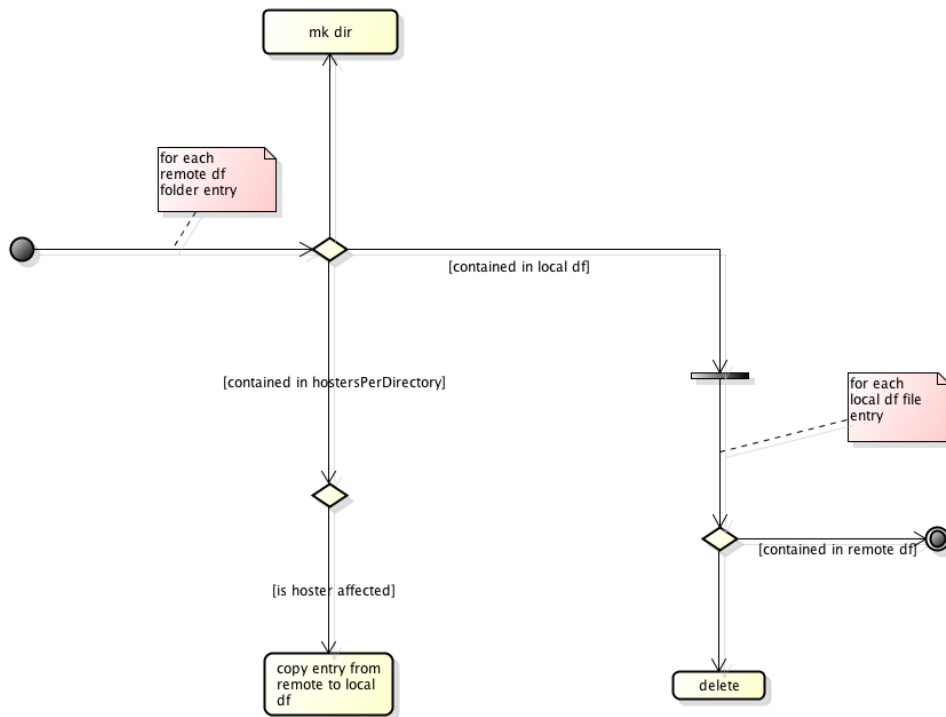 mk dir
for each
remote df
folder entry
[contained in local df]
[contained in hostersPerDirectory]
for each
local df file
entry
[contained in remote df]
[is hoster affected]
copy entry from
remote to local
df
delete